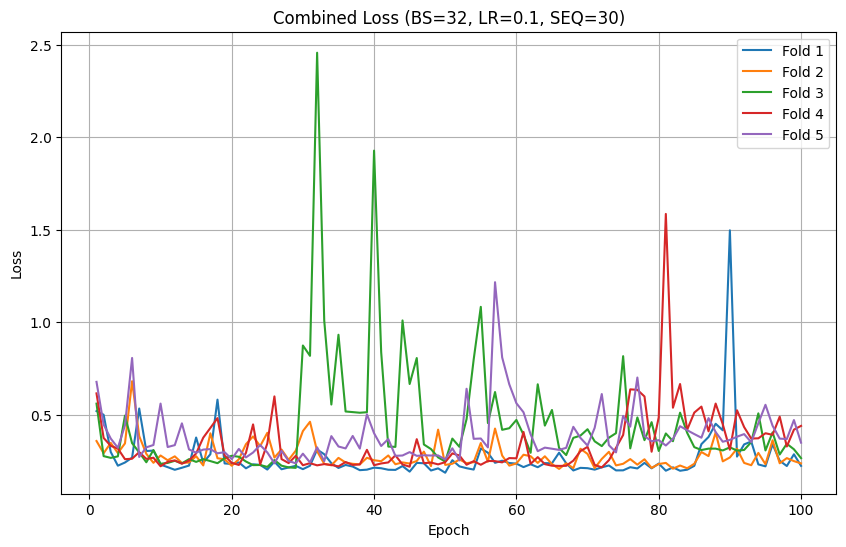 Combined Loss (BS=32, LR=0.1, SEQ=30)
2.5
2.0
1.5
1.0
0.5
Loss
Fold 1
Fold 2
Fold 3
Fold 4
Fold 5
0 20 40 60 80 100
Epoch